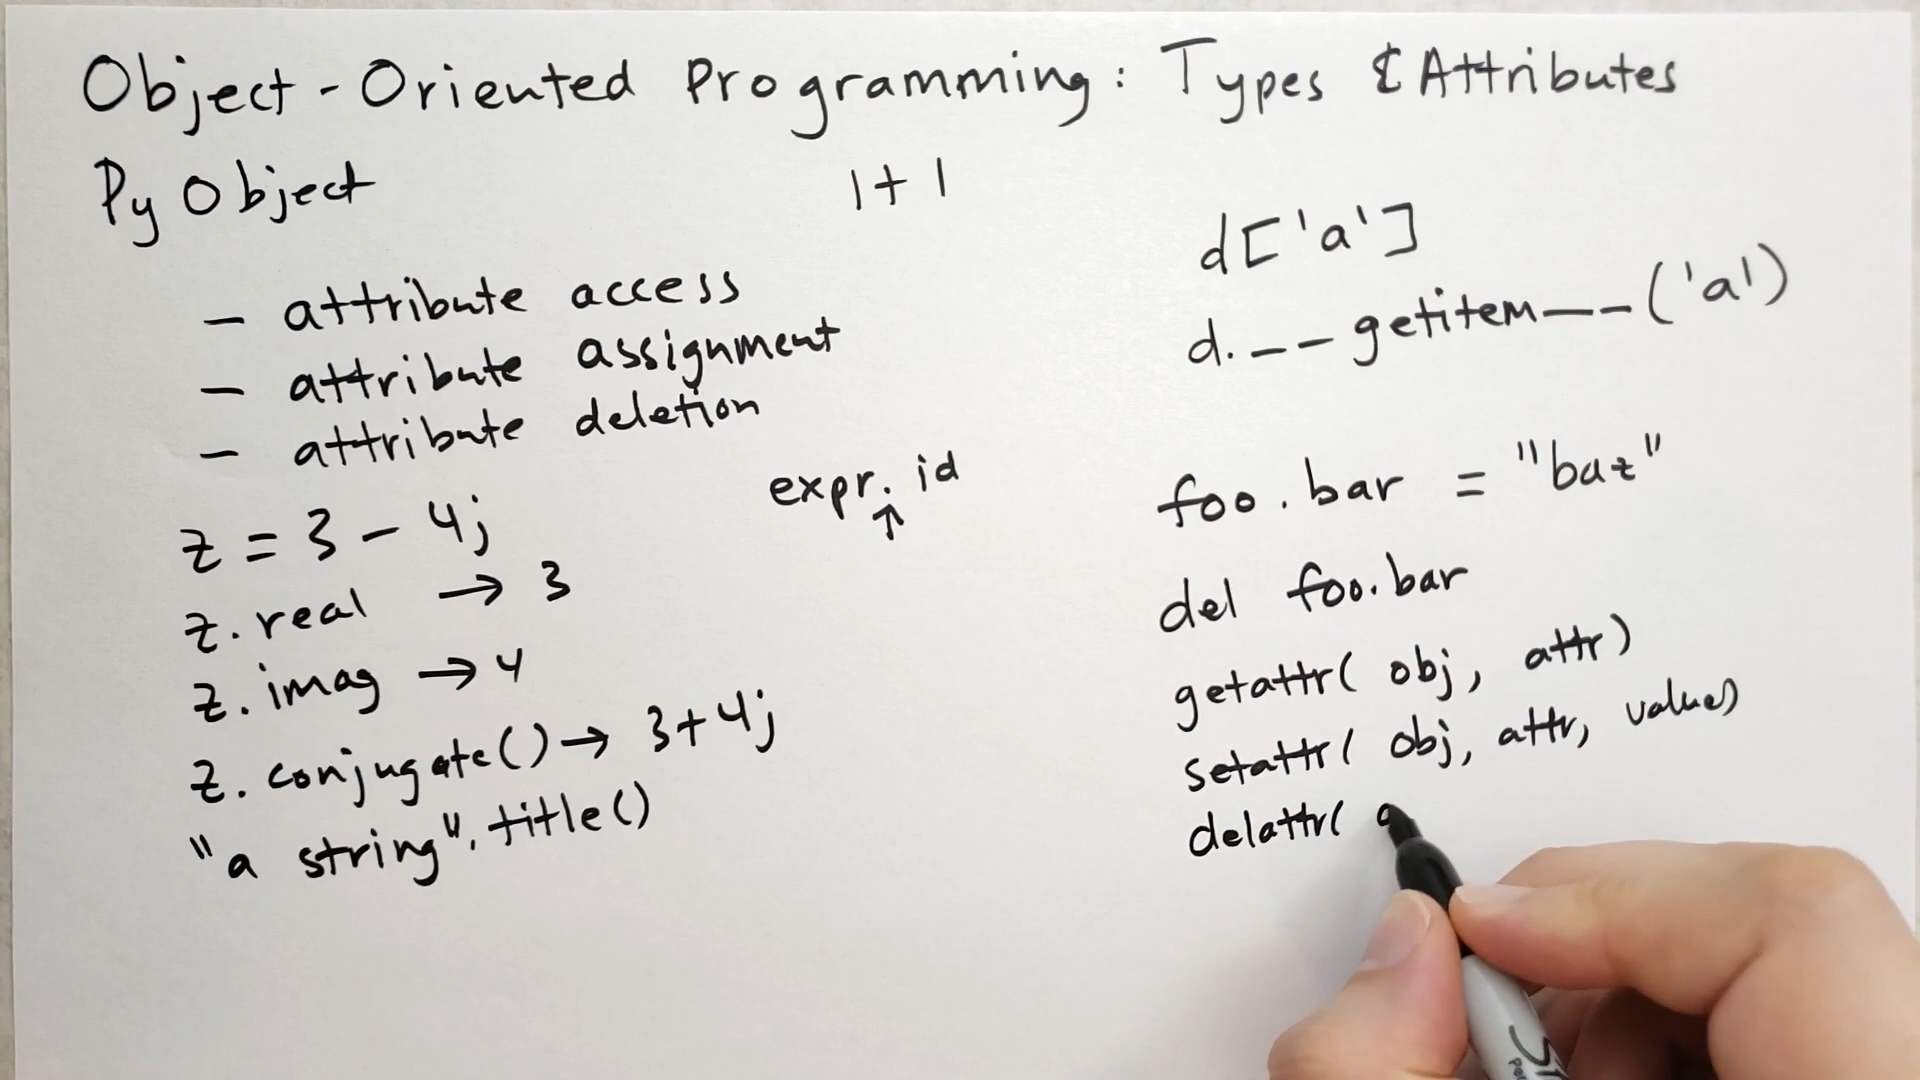 Object-Oriented Programming: Types & Attributes
PyObject
1+1
- attribute access
- attribute assignment
- attribute deletion
expr.id
↑
z = 3 - 4j
z.real → 3
z.imag → 4
z.conjugate() → 3+4j
"a string".title()
d['a']
d.__getitem__('a')
foo.bar = "baz"
del foo.bar
getattr( obj, attr)
setattr( obj, attr, value)
delattr(